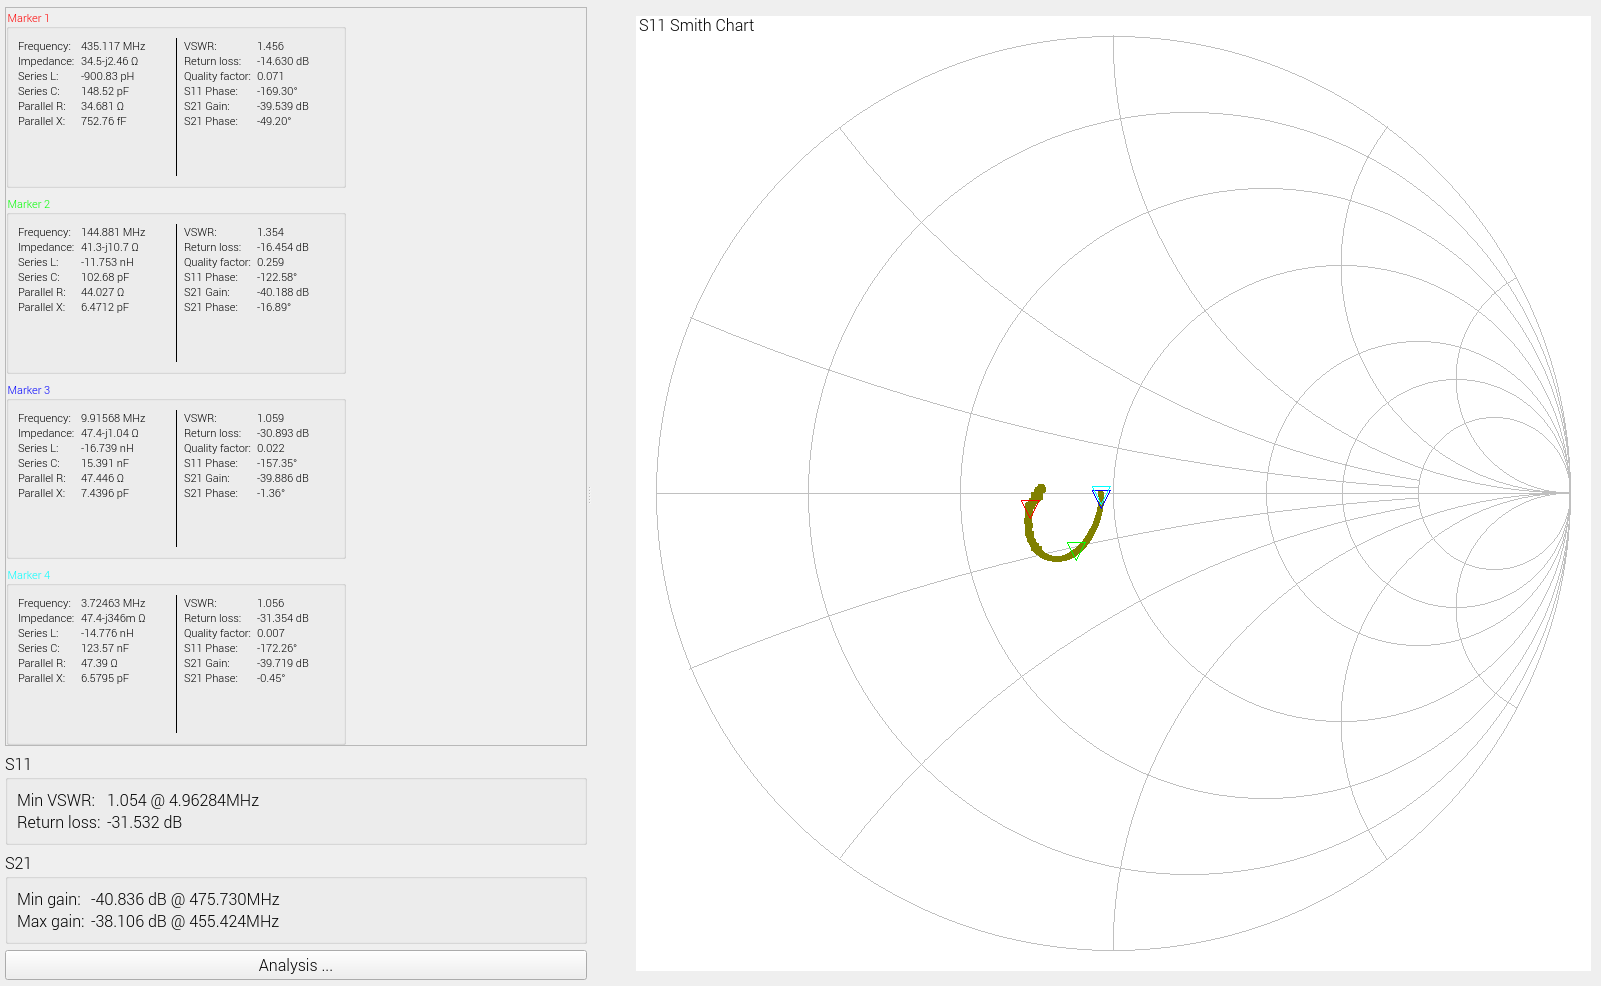 Marker 1
Frequency: 435.117 MHz VSWR: 1.456
Impedance: 34.5-j2.46 Ω Return loss: -14.630 dB
Series L: -900.83 pH Quality factor: 0.071
Series C: 148.52 pF S11 Phase: -169.30°
Parallel R: 34.681 Ω S21 Gain: -39.539 dB
Parallel X: 752.76 fF S21 Phase: -49.20°
Marker 2
Frequency: 144.881 MHz VSWR: 1.354
Impedance: 41.3-j10.7 Ω Return loss: -16.454 dB
Series L: -11.753 nH Quality factor: 0.259
Series C: 102.68 pF S11 Phase: -122.58°
Parallel R: 44.027 Ω S21 Gain: -40.188 dB
Parallel X: 6.4712 pF S21 Phase: -16.89°
Marker 3
Frequency: 9.91568 MHz VSWR: 1.059
Impedance: 47.4-j1.04 Ω Return loss: -30.893 dB
Series L: -16.739 nH Quality factor: 0.022
Series C: 15.391 nF S11 Phase: -157.35°
Parallel R: 47.446 Ω S21 Gain: -39.886 dB
Parallel X: 7.4396 pF S21 Phase: -1.36°
Marker 4
Frequency: 3.72463 MHz VSWR: 1.056
Impedance: 47.4-j346m Ω Return loss: -31.354 dB
Series L: -14.776 nH Quality factor: 0.007
Series C: 123.57 nF S11 Phase: -172.26°
Parallel R: 47.39 Ω S21 Gain: -39.719 dB
Parallel X: 6.5795 pF S21 Phase: -0.45°
S11
Min VSWR: 1.054 @ 4.96284MHz
Return loss: -31.532 dB
S21
Min gain: -40.836 dB @ 475.730MHz
Max gain: -38.106 dB @ 455.424MHz
Analysis ...
S11 Smith Chart